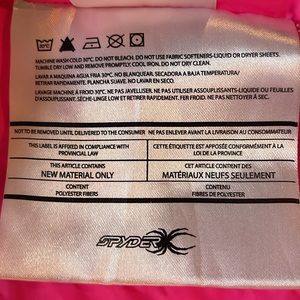 30°C
MACHINE WASH COLD 30°C. DO NOT BLEACH. DO NOT USE FABRIC SOFTENERS-LIQUID OR DRYER SHEETS.
TUMBLE DRY LOW AND REMOVE PROMPTLY, COOL IRON, DO NOT DRY CLEAN.
LAVAR A MAQUINA AGUA FRIA 30°C. NO BLANQUIAR. SECADORA A BAJA TEMPERATURA/
RETIRAR RAPIDAMENTE, PLANCHA SUAVE, NO LAVAR EN SECO.
LAVAGE MACHINE À FROID 30°C. NE PAS JAVELLISER, NE PAS UTILISER ASSOUPLISSANTS-LIQUID OU FEUILLES
D'ASSOUPLISSANT, SÈCHE-LINGE LOW ET RETIRER RAPIDEMENT. FER FRAIS, NE PAS NETTOYER À SEC.
NOT TO BE REMOVED UNTIL DELIVERED TO THE CONSUMER
NE PAS ENLEVER AVANT LA LIVRAISON AU CONSOMMATEUR
THIS LABEL IS AFFIXED IN COMPLIANCE WITH
PROVINCIAL LAW
CETTE ÉTIQUETTE EST APPOSÉE CONFORMÉMENT À LA
LOI DE LA PROVINCE
THIS ARTICLE CONTAINS
NEW MATERIAL ONLY
CET ARTICLE CONTIENT DES
MATÉRIAUX NEUFS SEULEMENT
CONTENT
POLYESTER FIBERS
CONTENU
FIBRES DE POLYESTER
SPYDER